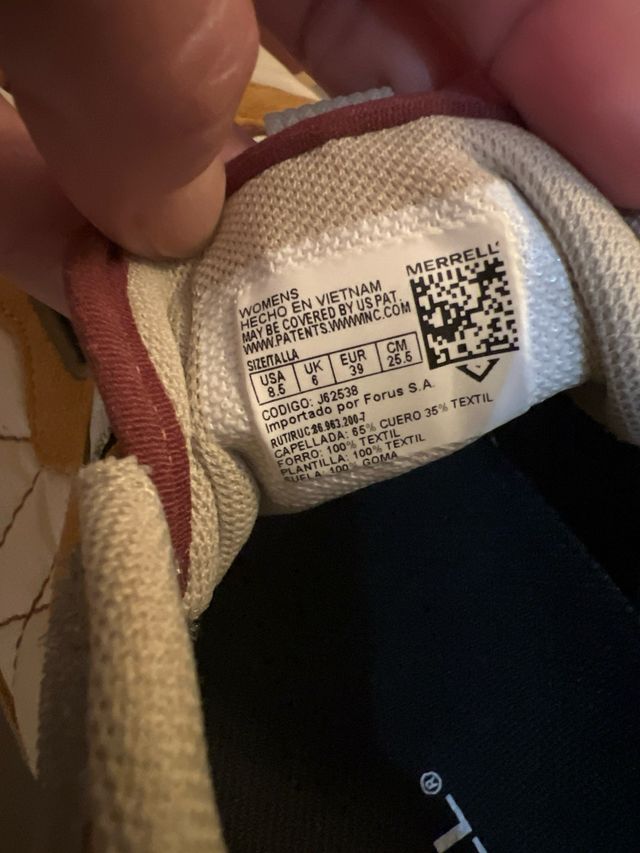 WOMENS
HECHO EN VIETNAM
MAY BE COVERED BY US PAT.
WWW.PATENTS.WWWINC.COM
MERRELL
SIZE/TALLA
USA UK EUR CM
8.5 6 39 25.5
CODIGO: J62538
Importado por Forus S.A.
RUT/RUC:86.963.200-7
CAPELLADA: 65% CUERO 35% TEXTIL
FORRO: 100% TEXTIL
PLANTILLA: 100% TEXTIL
SUELA: 100% GOMA
®